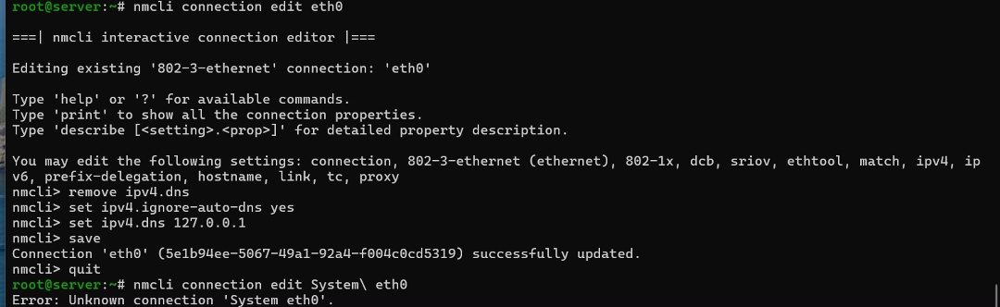 root@server:~# nmcli connection edit eth0
===| nmcli interactive connection editor |===
Editing existing '802-3-ethernet' connection: 'eth0'
Type 'help' or '?' for available commands.
Type 'print' to show all the connection properties.
Type 'describe [<setting>.<prop>]' for detailed property description.
You may edit the following settings: connection, 802-3-ethernet (ethernet), 802-1x, dcb, sriov, ethtool, match, ipv4, ip
v6, prefix-delegation, hostname, link, tc, proxy
nmcli> remove ipv4.dns
nmcli> set ipv4.ignore-auto-dns yes
nmcli> set ipv4.dns 127.0.0.1
nmcli> save
Connection 'eth0' (5e1b94ee-5067-49a1-92a4-f004c0cd5319) successfully updated.
nmcli> quit
root@server:~# nmcli connection edit System\ eth0
Error: Unknown connection 'System eth0'.